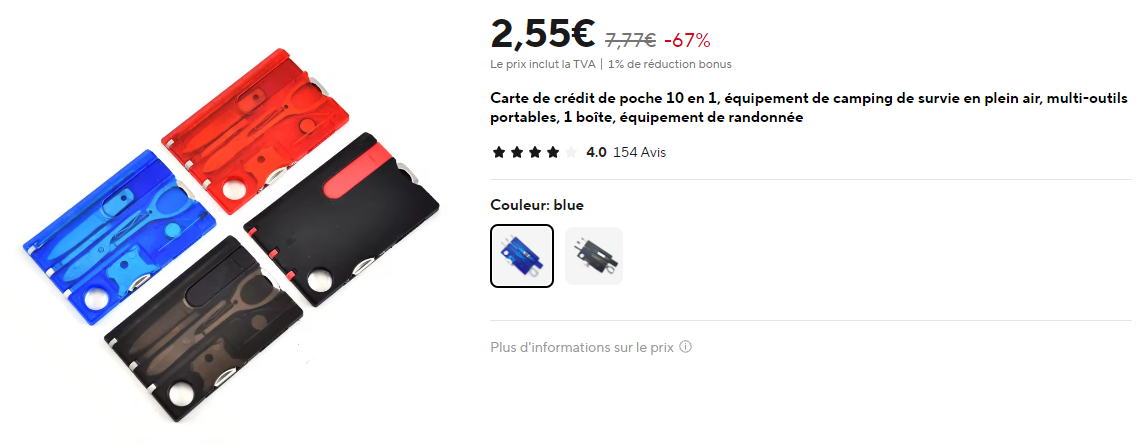 2,55€ 7,77€ -67%
Le prix inclut la TVA | 1% de réduction bonus
Carte de crédit de poche 10 en 1, équipement de camping de survie en plein air, multi-outils
portables, 1 boîte, équipement de randonnée
4.0 154 Avis
Couleur: blue
Plus d'informations sur le prix